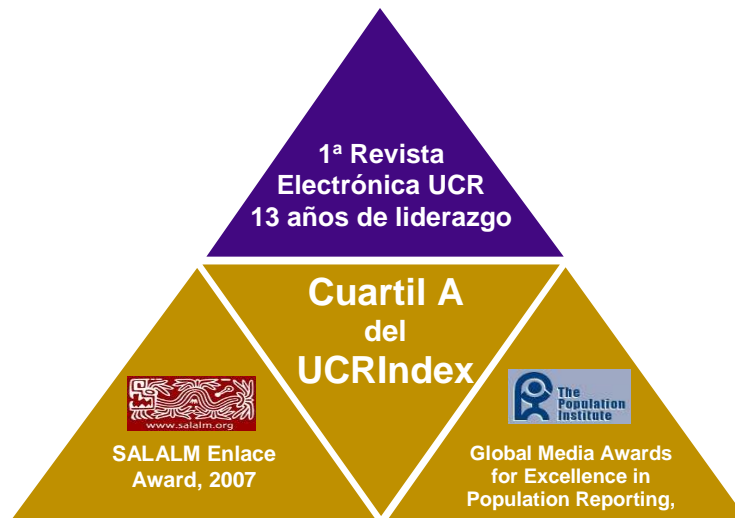 1ª Revista
Electrónica UCR
13 años de liderazgo
Cuartil A
del
UCRIndex
www.salalm.org
SALALM Enlace
Award, 2007
The
Population
Institute
Global Media Awards
for Excellence in
Population Reporting,